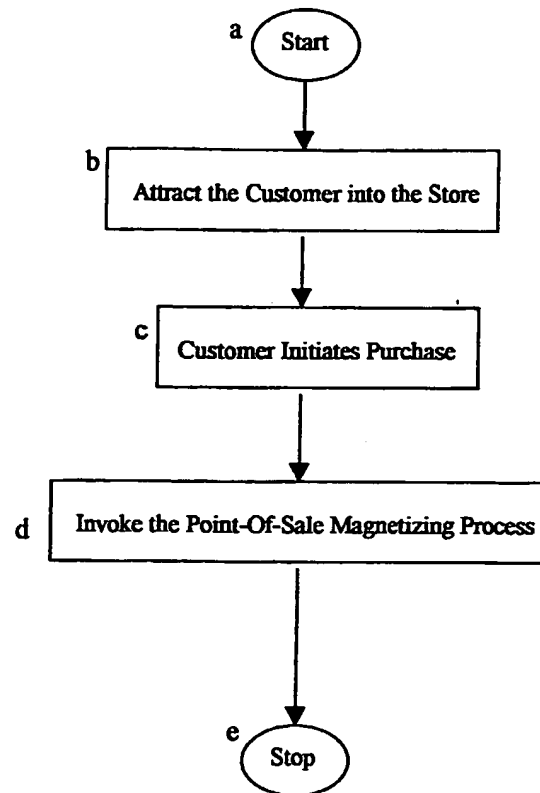 a
Start
b
Attract the Customer into the Store
c
Customer Initiates Purchase
d
Invoke the Point-Of-Sale Magnetizing Process
e
Stop